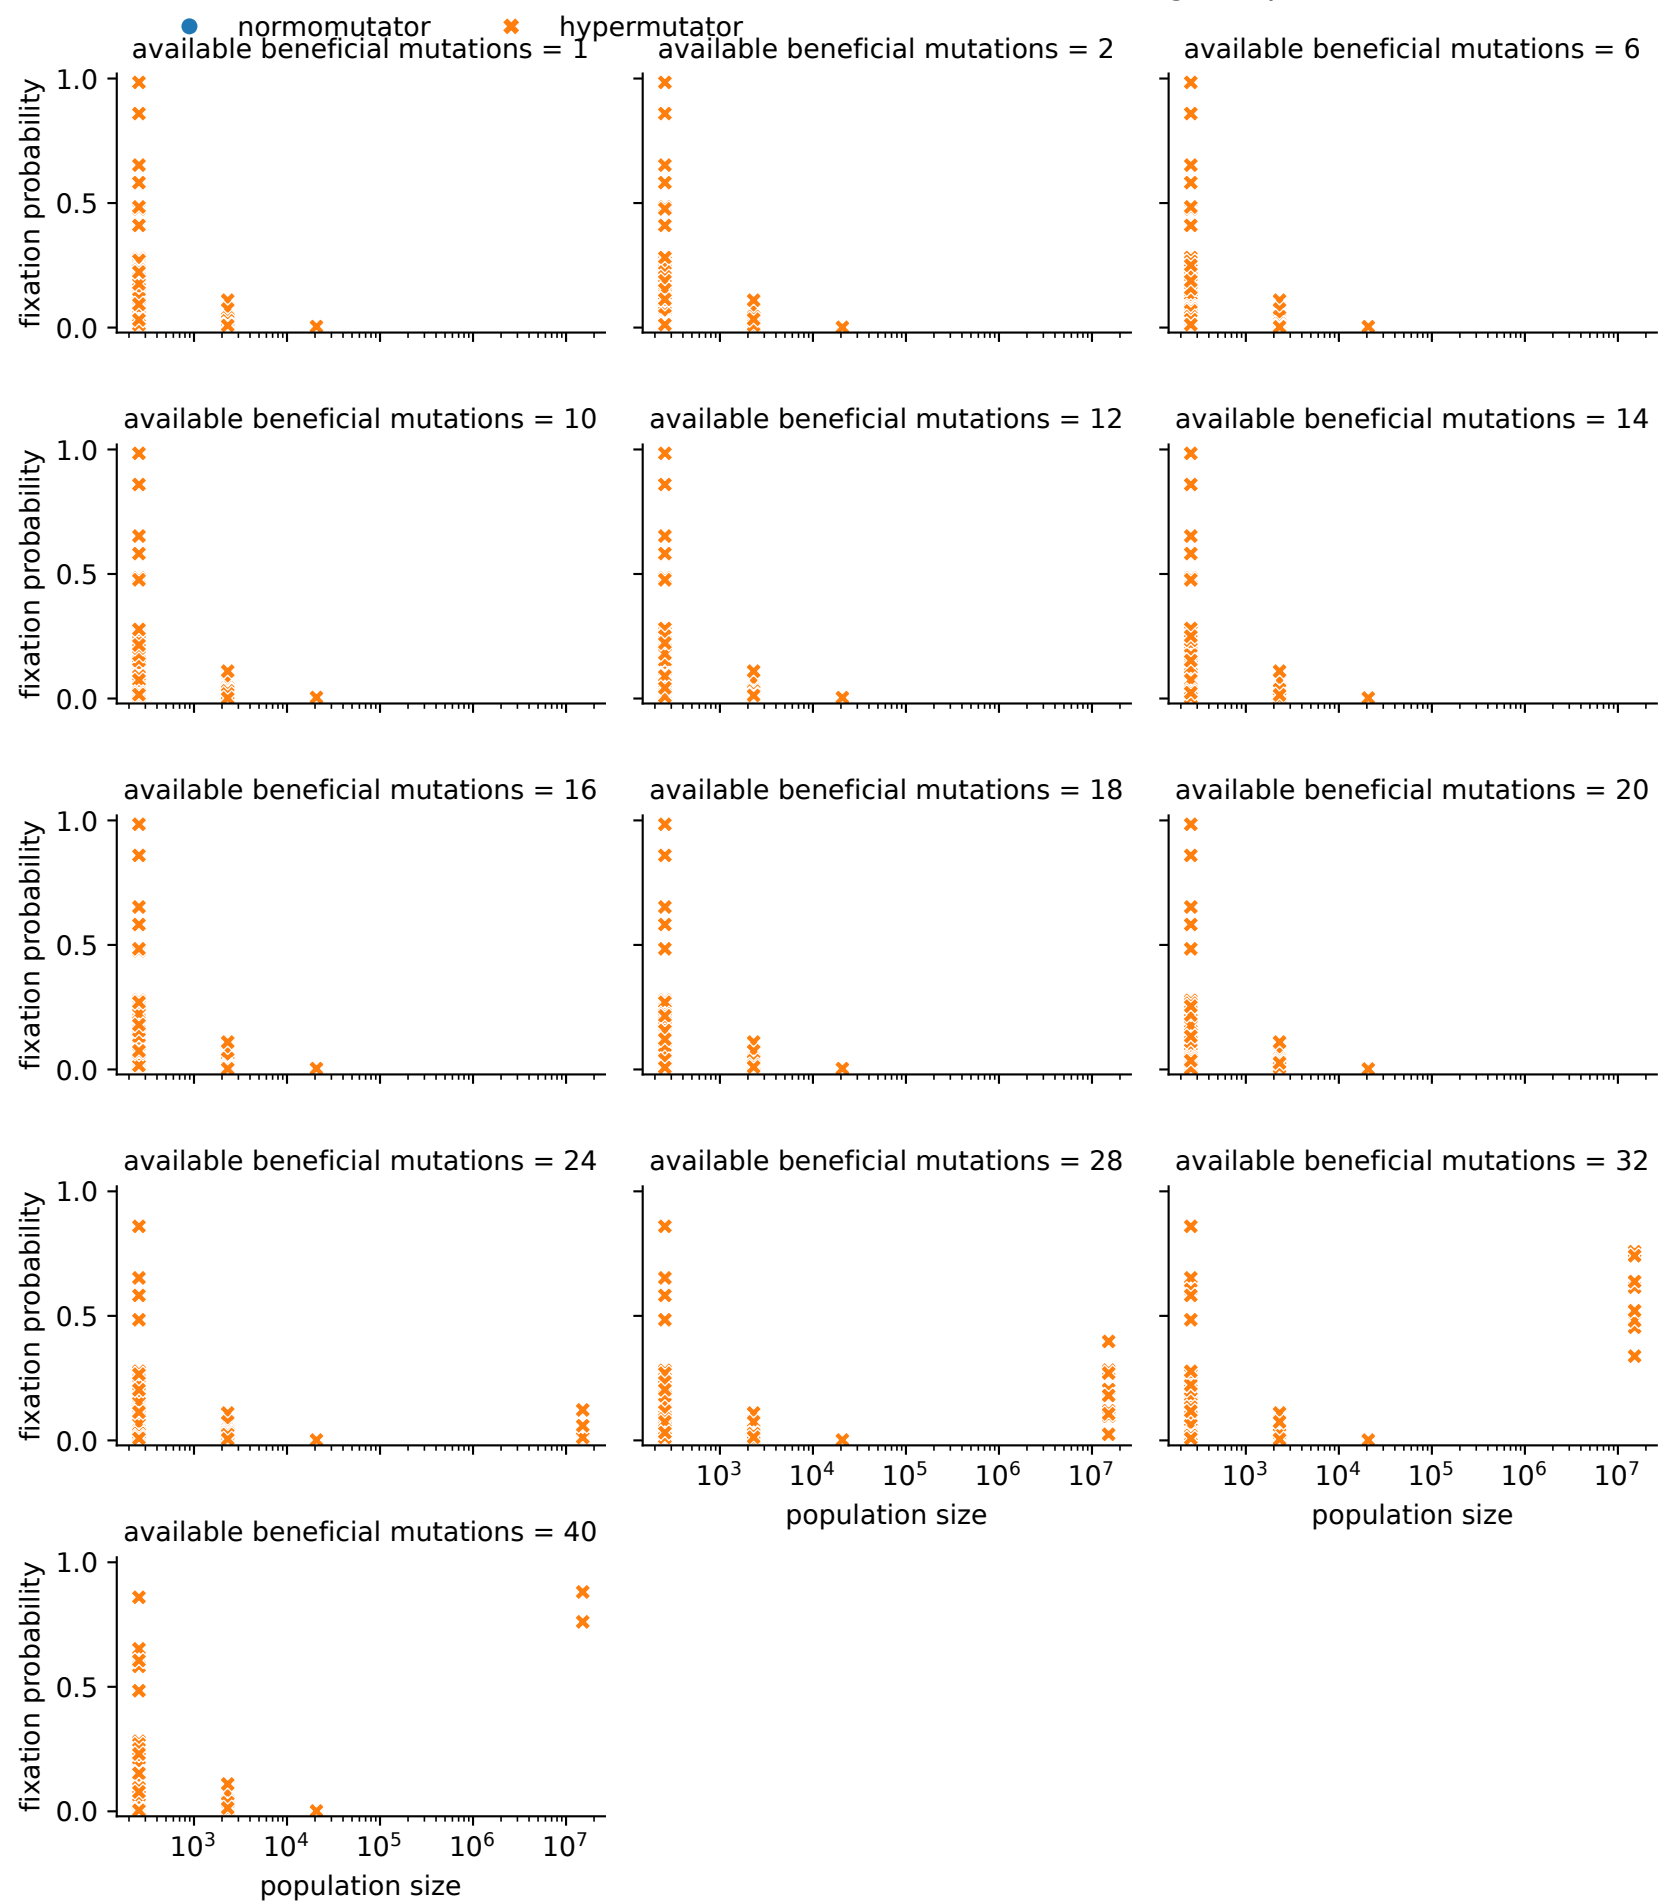 normomutator hypermutator
available beneficial mutations = 1 available beneficial mutations = 2 available beneficial mutations = 6
1.0
0.5
0.0
fixation probability
available beneficial mutations = 10 available beneficial mutations = 12 available beneficial mutations = 14
1.0
0.5
0.0
fixation probability
available beneficial mutations = 16 available beneficial mutations = 18 available beneficial mutations = 20
1.0
0.5
0.0
fixation probability
available beneficial mutations = 24 available beneficial mutations = 28 available beneficial mutations = 32
1.0
0.5
0.0
fixation probability
10³ 10⁴ 10⁵ 10⁶ 10⁷ 10³ 10⁴ 10⁵ 10⁶ 10⁷
population size population size
available beneficial mutations = 40
1.0
0.5
0.0
fixation probability
10³ 10⁴ 10⁵ 10⁶ 10⁷
population size